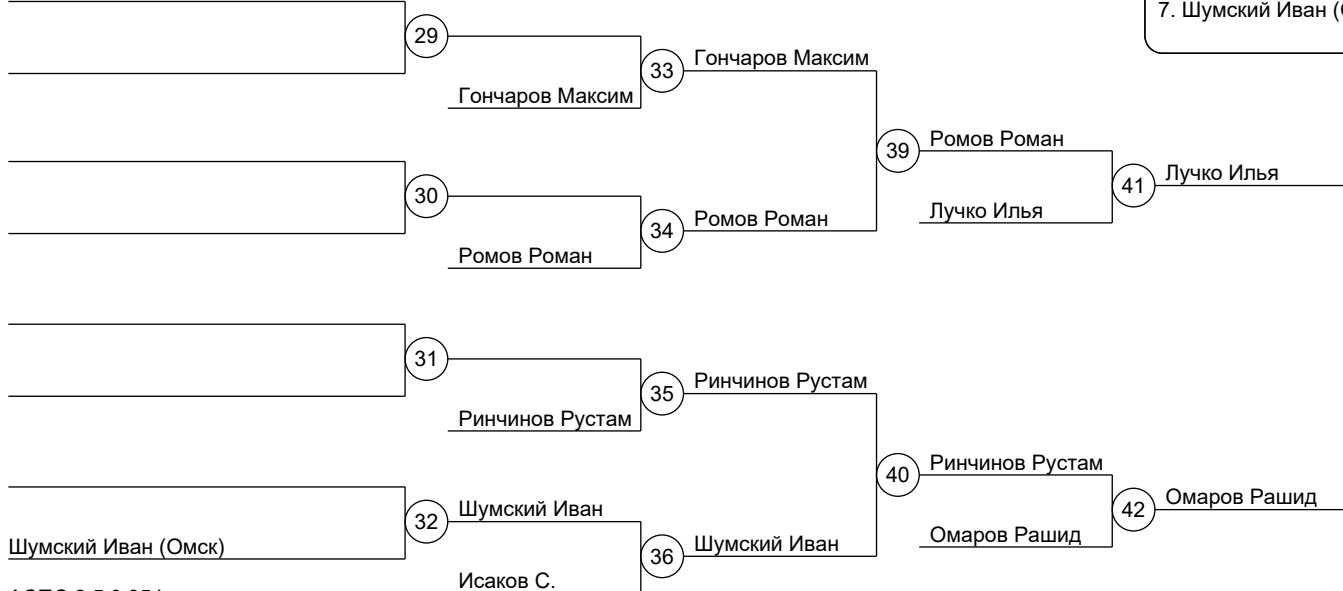 7. Шумский Иван (
29
33
Гончаров Максим
Гончаров Максим
39
Ромов Роман
41
Лучко Илья
30
34
Ромов Роман
Лучко Илья
Ромов Роман
31
35
Ринчинов Рустам
Ринчинов Рустам
40
Ринчинов Рустам
42
Омаров Рашид
32
Шумский Иван
36
Шумский Иван
Омаров Рашид
Шумский Иван (Омск)
Исаков С.